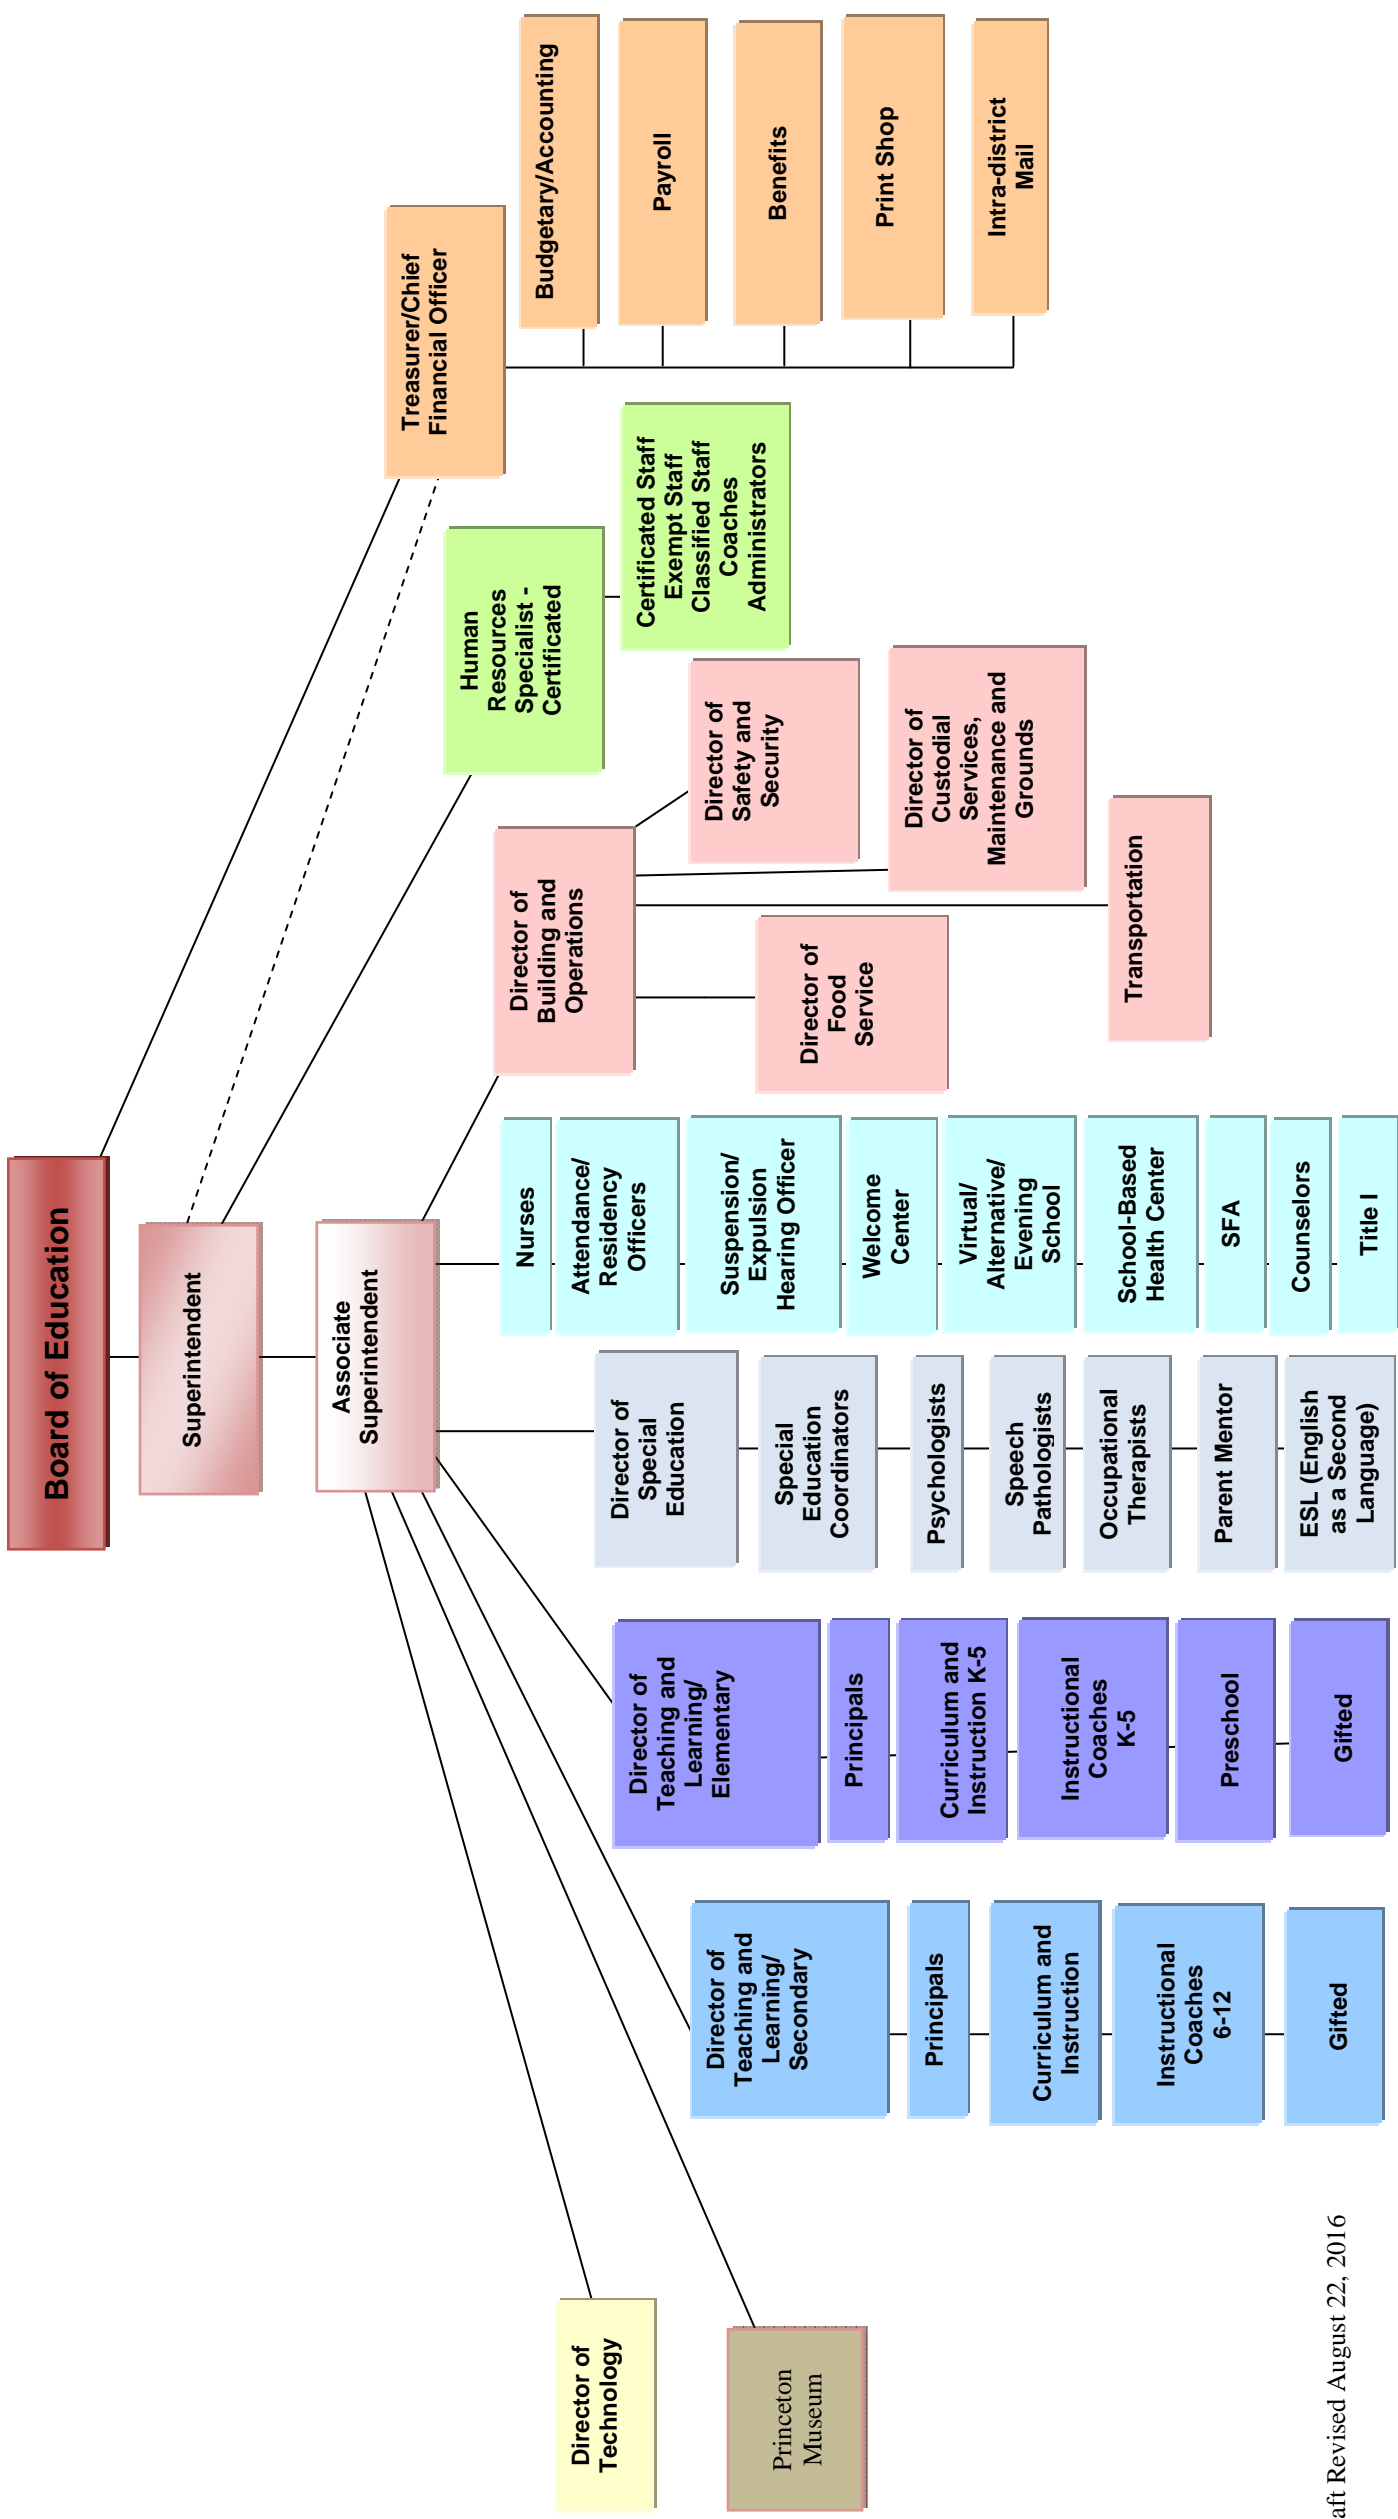 Board of Education
Superintendent
Associate
Superintendent
Treasurer/Chief
Financial Officer
Budgetary/Accounting
Payroll
Benefits
Print Shop
Intra-district
Mail
Human
Resources
Specialist -
Certificated
Certificated Staff
Exempt Staff
Classified Staff
Coaches
Administrators
Director of
Building and
Operations
Director of
Safety and
Security
Director of
Custodial
Services,
Maintenance and
Grounds
Transportation
Director of
Food
Service
Nurses
Attendance/
Residency
Officers
Suspension/
Expulsion
Hearing Officer
Welcome
Center
Virtual/
Alternative/
Evening
School
School-Based
Health Center
SFA
Counselors
Title I
Director of
Special
Education
Special
Education
Coordinators
Psychologists
Speech
Pathologists
Occupational
Therapists
Parent Mentor
ESL (English
as a Second
Language)
Director of
Teaching and
Learning/
Elementary
Principals
Curriculum and
Instruction K-5
Instructional
Coaches
K-5
Preschool
Gifted
Director of
Teaching and
Learning/
Secondary
Principals
Curriculum and
Instruction
Instructional
Coaches
6-12
Gifted
Director of
Technology
Princeton
Museum
aft Revised August 22, 2016